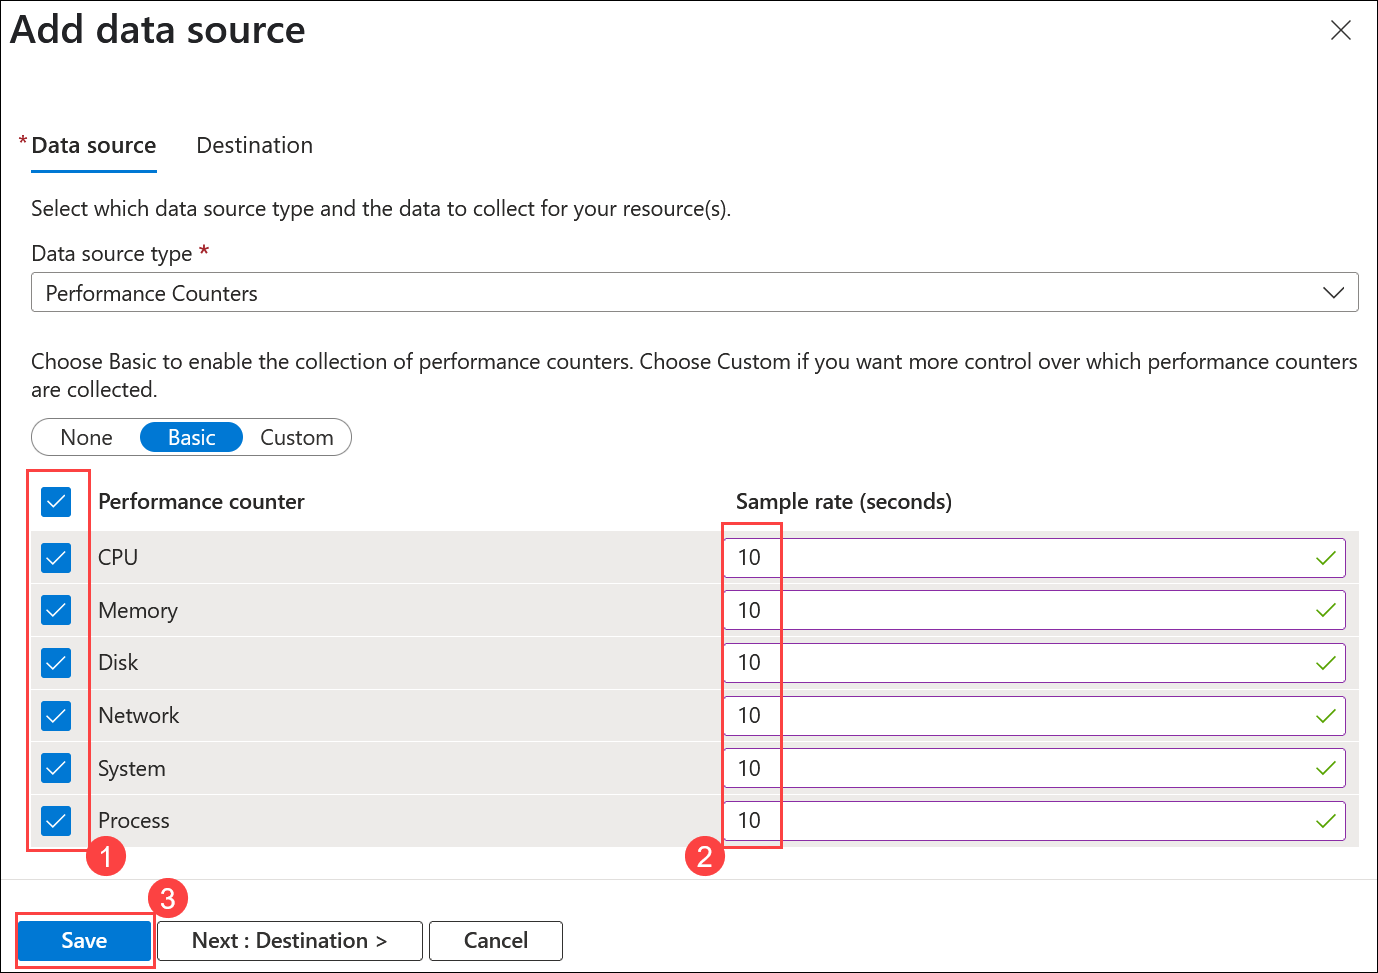 Add data source
* Data source
Destination
Select which data source type and the data to collect for your resource(s).
Data source type *
Performance Counters
Choose Basic to enable the collection of performance counters. Choose Custom if you want more control over which performance counters
are collected.
None Basic Custom
Performance counter Sample rate (seconds)
CPU 10
Memory 10
Disk 10
Network 10
System 10
Process 10
1 2
3
Save Next : Destination > Cancel